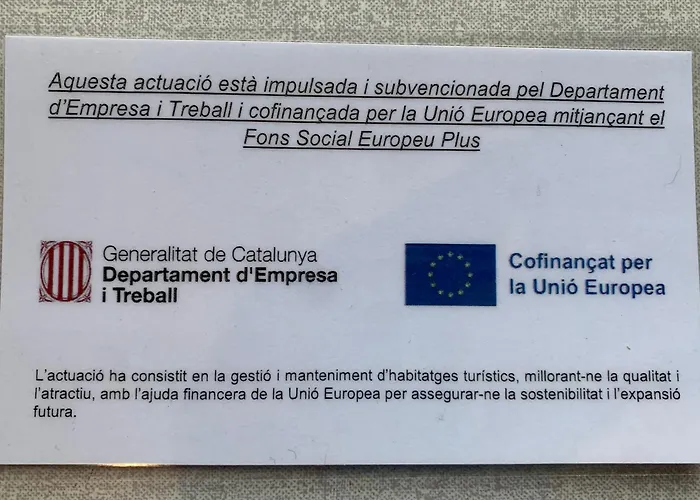 Aquesta actuació està impulsada i subvencionada pel Departament
d'Empresa i Treball i cofinançada per la Unió Europea mitjançant el
Fons Social Europeu Plus
Generalitat de Catalunya
Departament d'Empresa
i Treball
Cofinançat per
la Unió Europea
L'actuació ha consistit en la gestió i manteniment d'habitatges turístics, millorant-ne la qualitat i
l'atractiu, amb l'ajuda financera de la Unió Europea per assegurar-ne la sostenibilitat i l'expansió
futura.